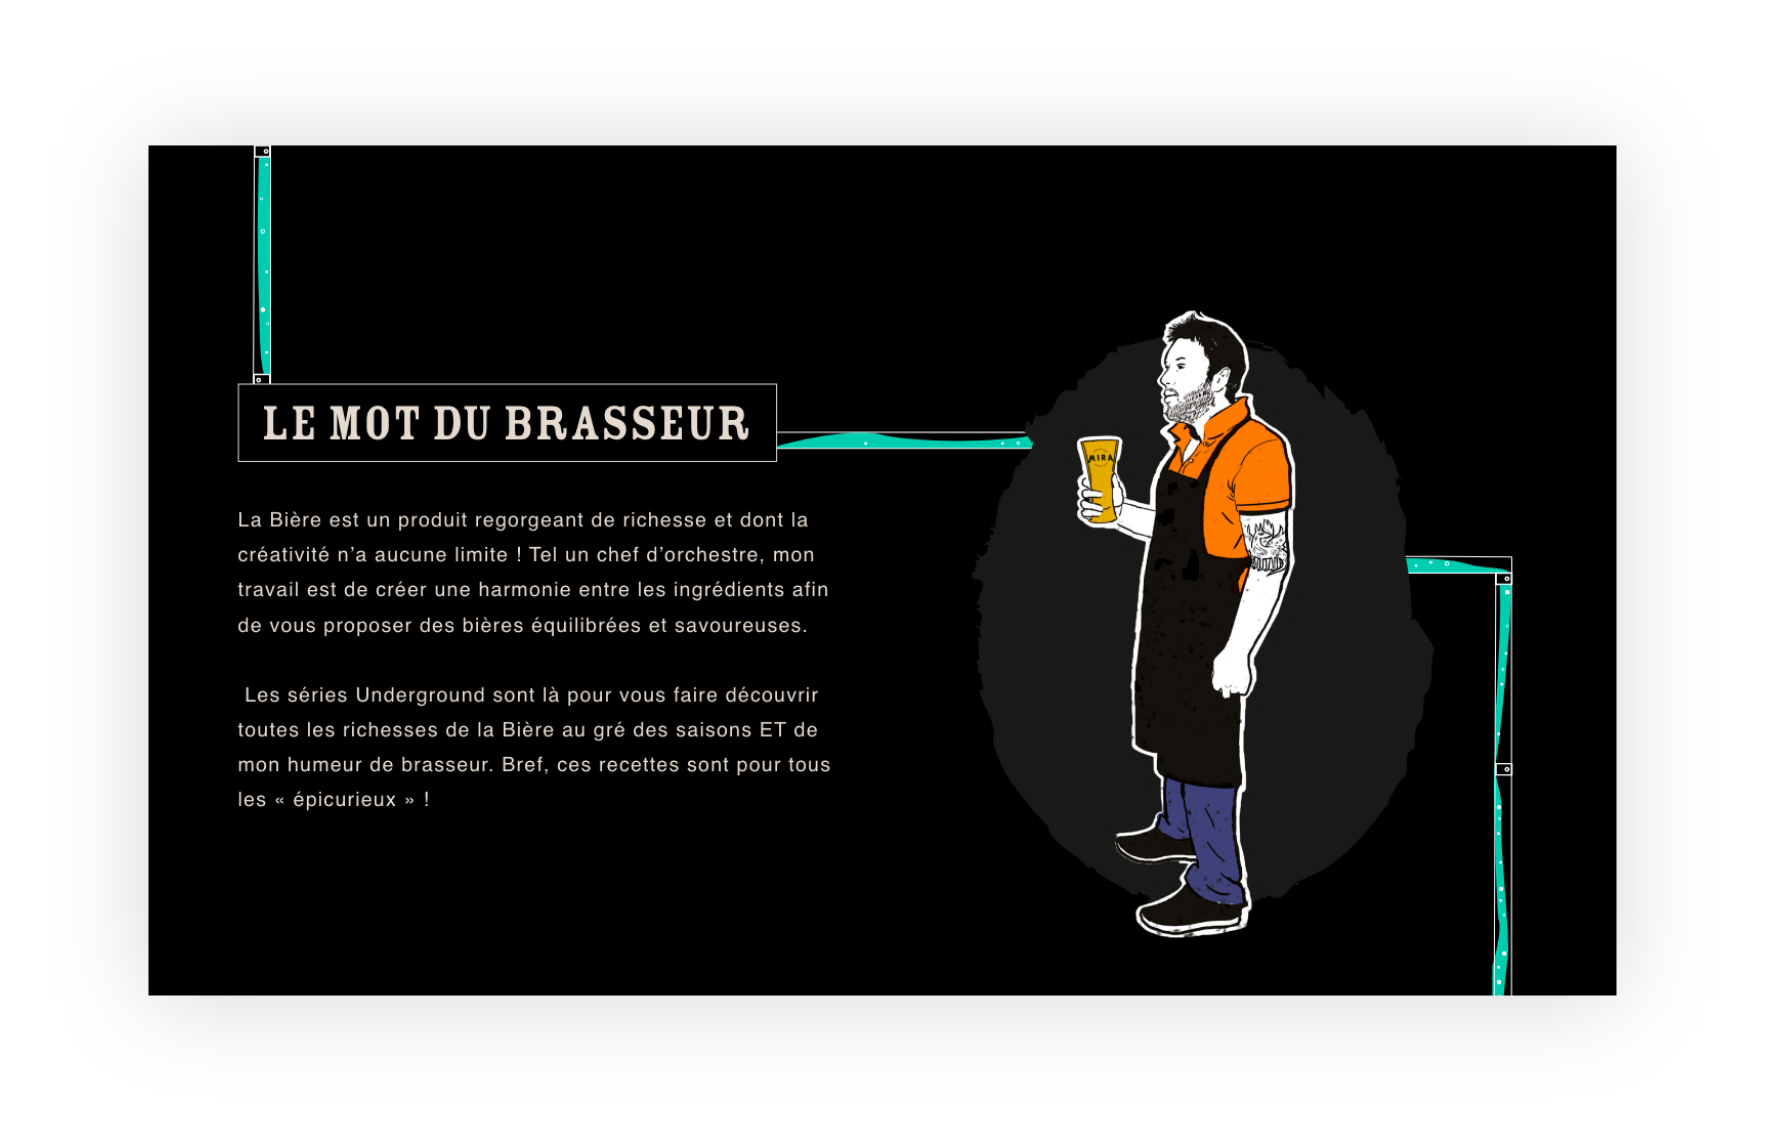 LE MOT DU BRASSEUR
La Bière est un produit regorgeant de richesse et dont la
créativité n’a aucune limite ! Tel un chef d’orchestre, mon
travail est de créer une harmonie entre les ingrédients afin
de vous proposer des bières équilibrées et savoureuses.
Les séries Underground sont là pour vous faire découvrir
toutes les richesses de la Bière au gré des saisons ET de
mon humeur de brasseur. Bref, ces recettes sont pour tous
les « épicurieux » !
MIRA